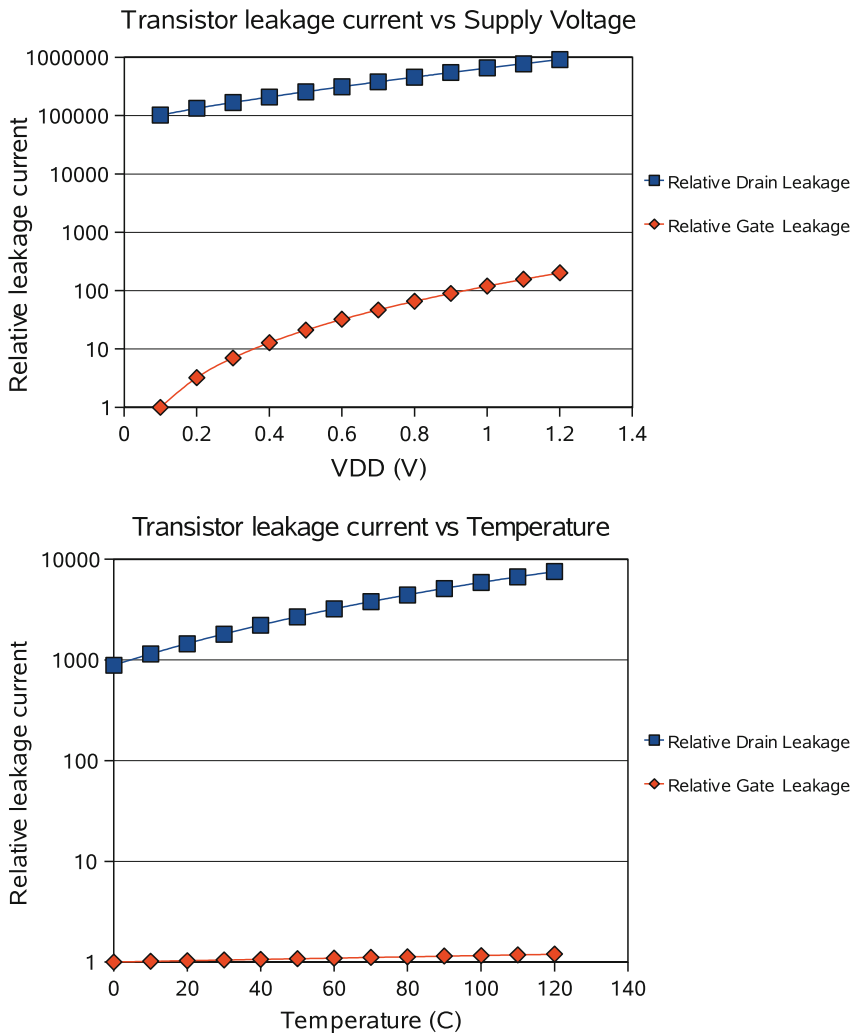 Transistor leakage current vs Supply Voltage
1000000
100000
10000
1000
100
10
1
Relative leakage current
0 0.2 0.4 0.6 0.8 1 1.2 1.4
VDD (V)
Relative Drain Leakage
Relative Gate Leakage
Transistor leakage current vs Temperature
10000
1000
100
10
1
Relative leakage current
0 20 40 60 80 100 120 140
Temperature (C)
Relative Drain Leakage
Relative Gate Leakage